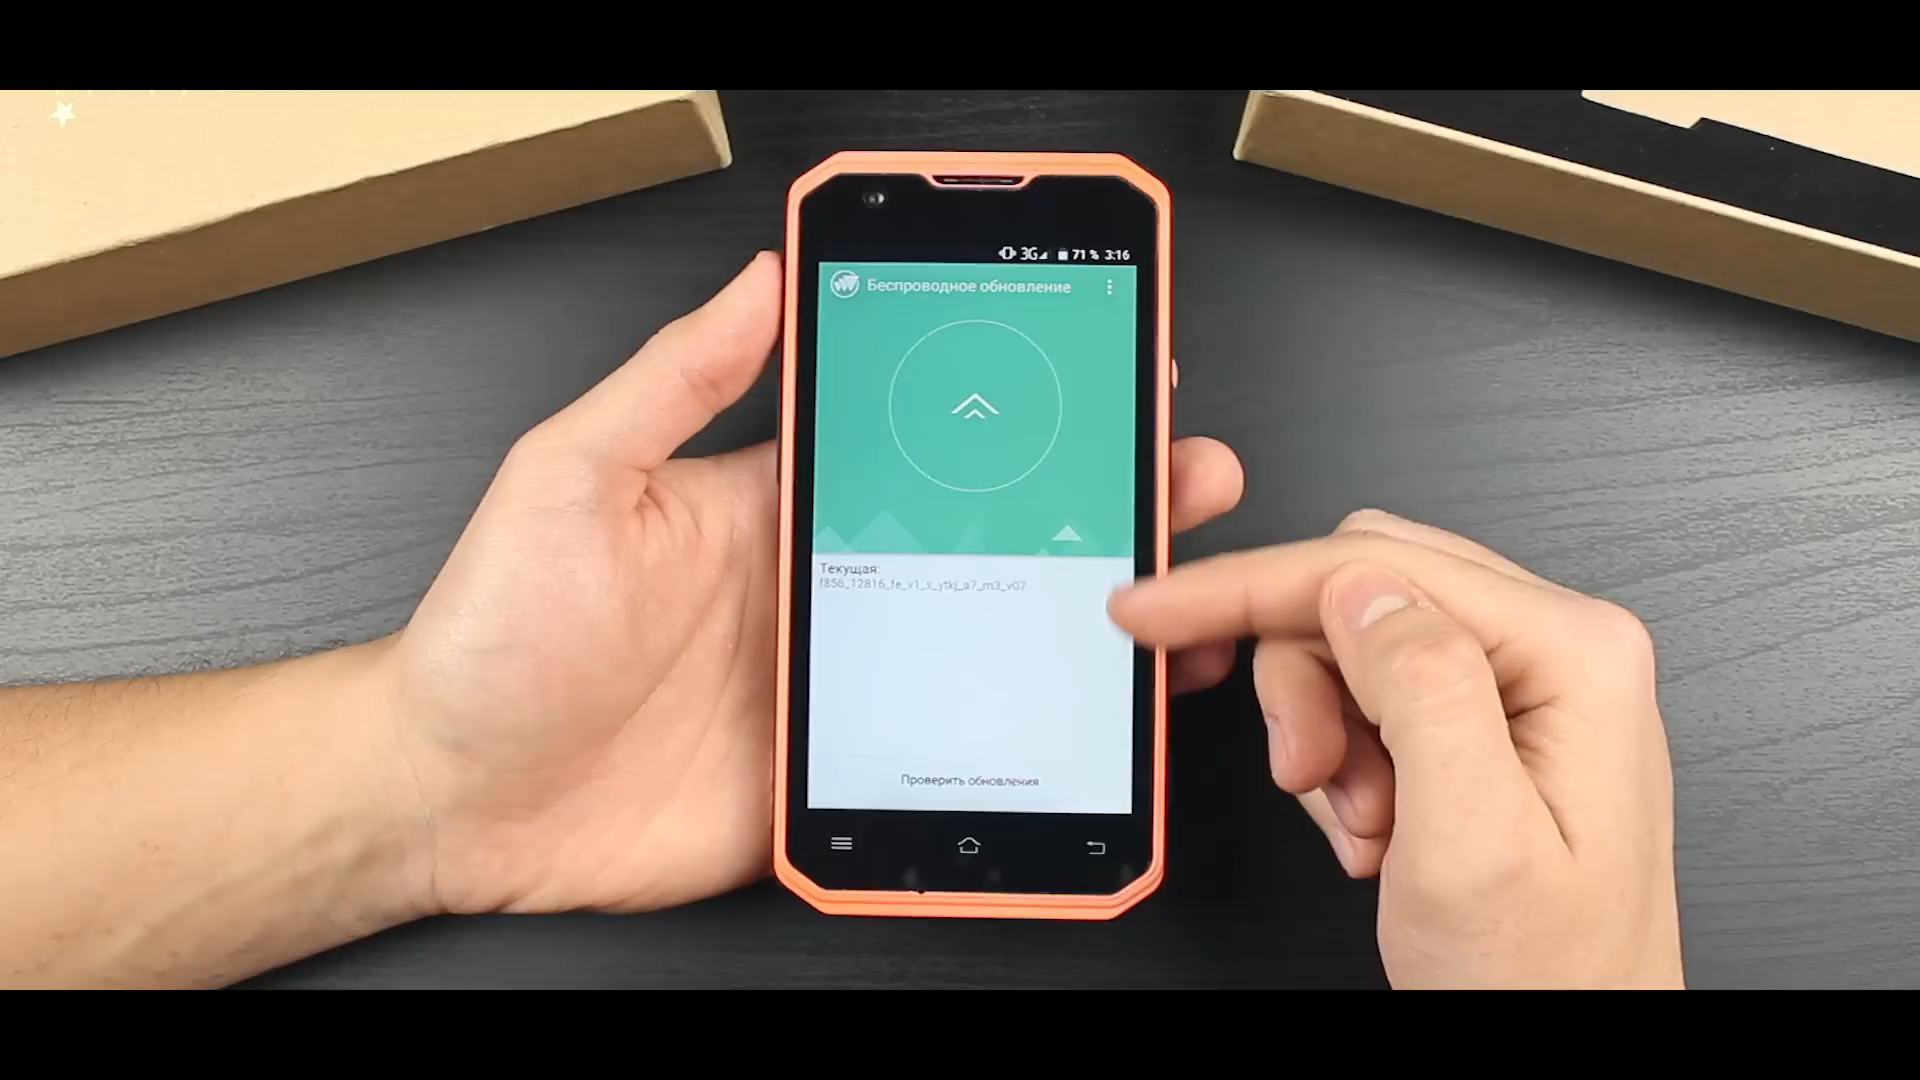 3G 71 % 3:16
Беспроводное обновление
Текущая:
f856_12816_fe_v1_s_ytkj_a7_m3_v07
Проверить обновления